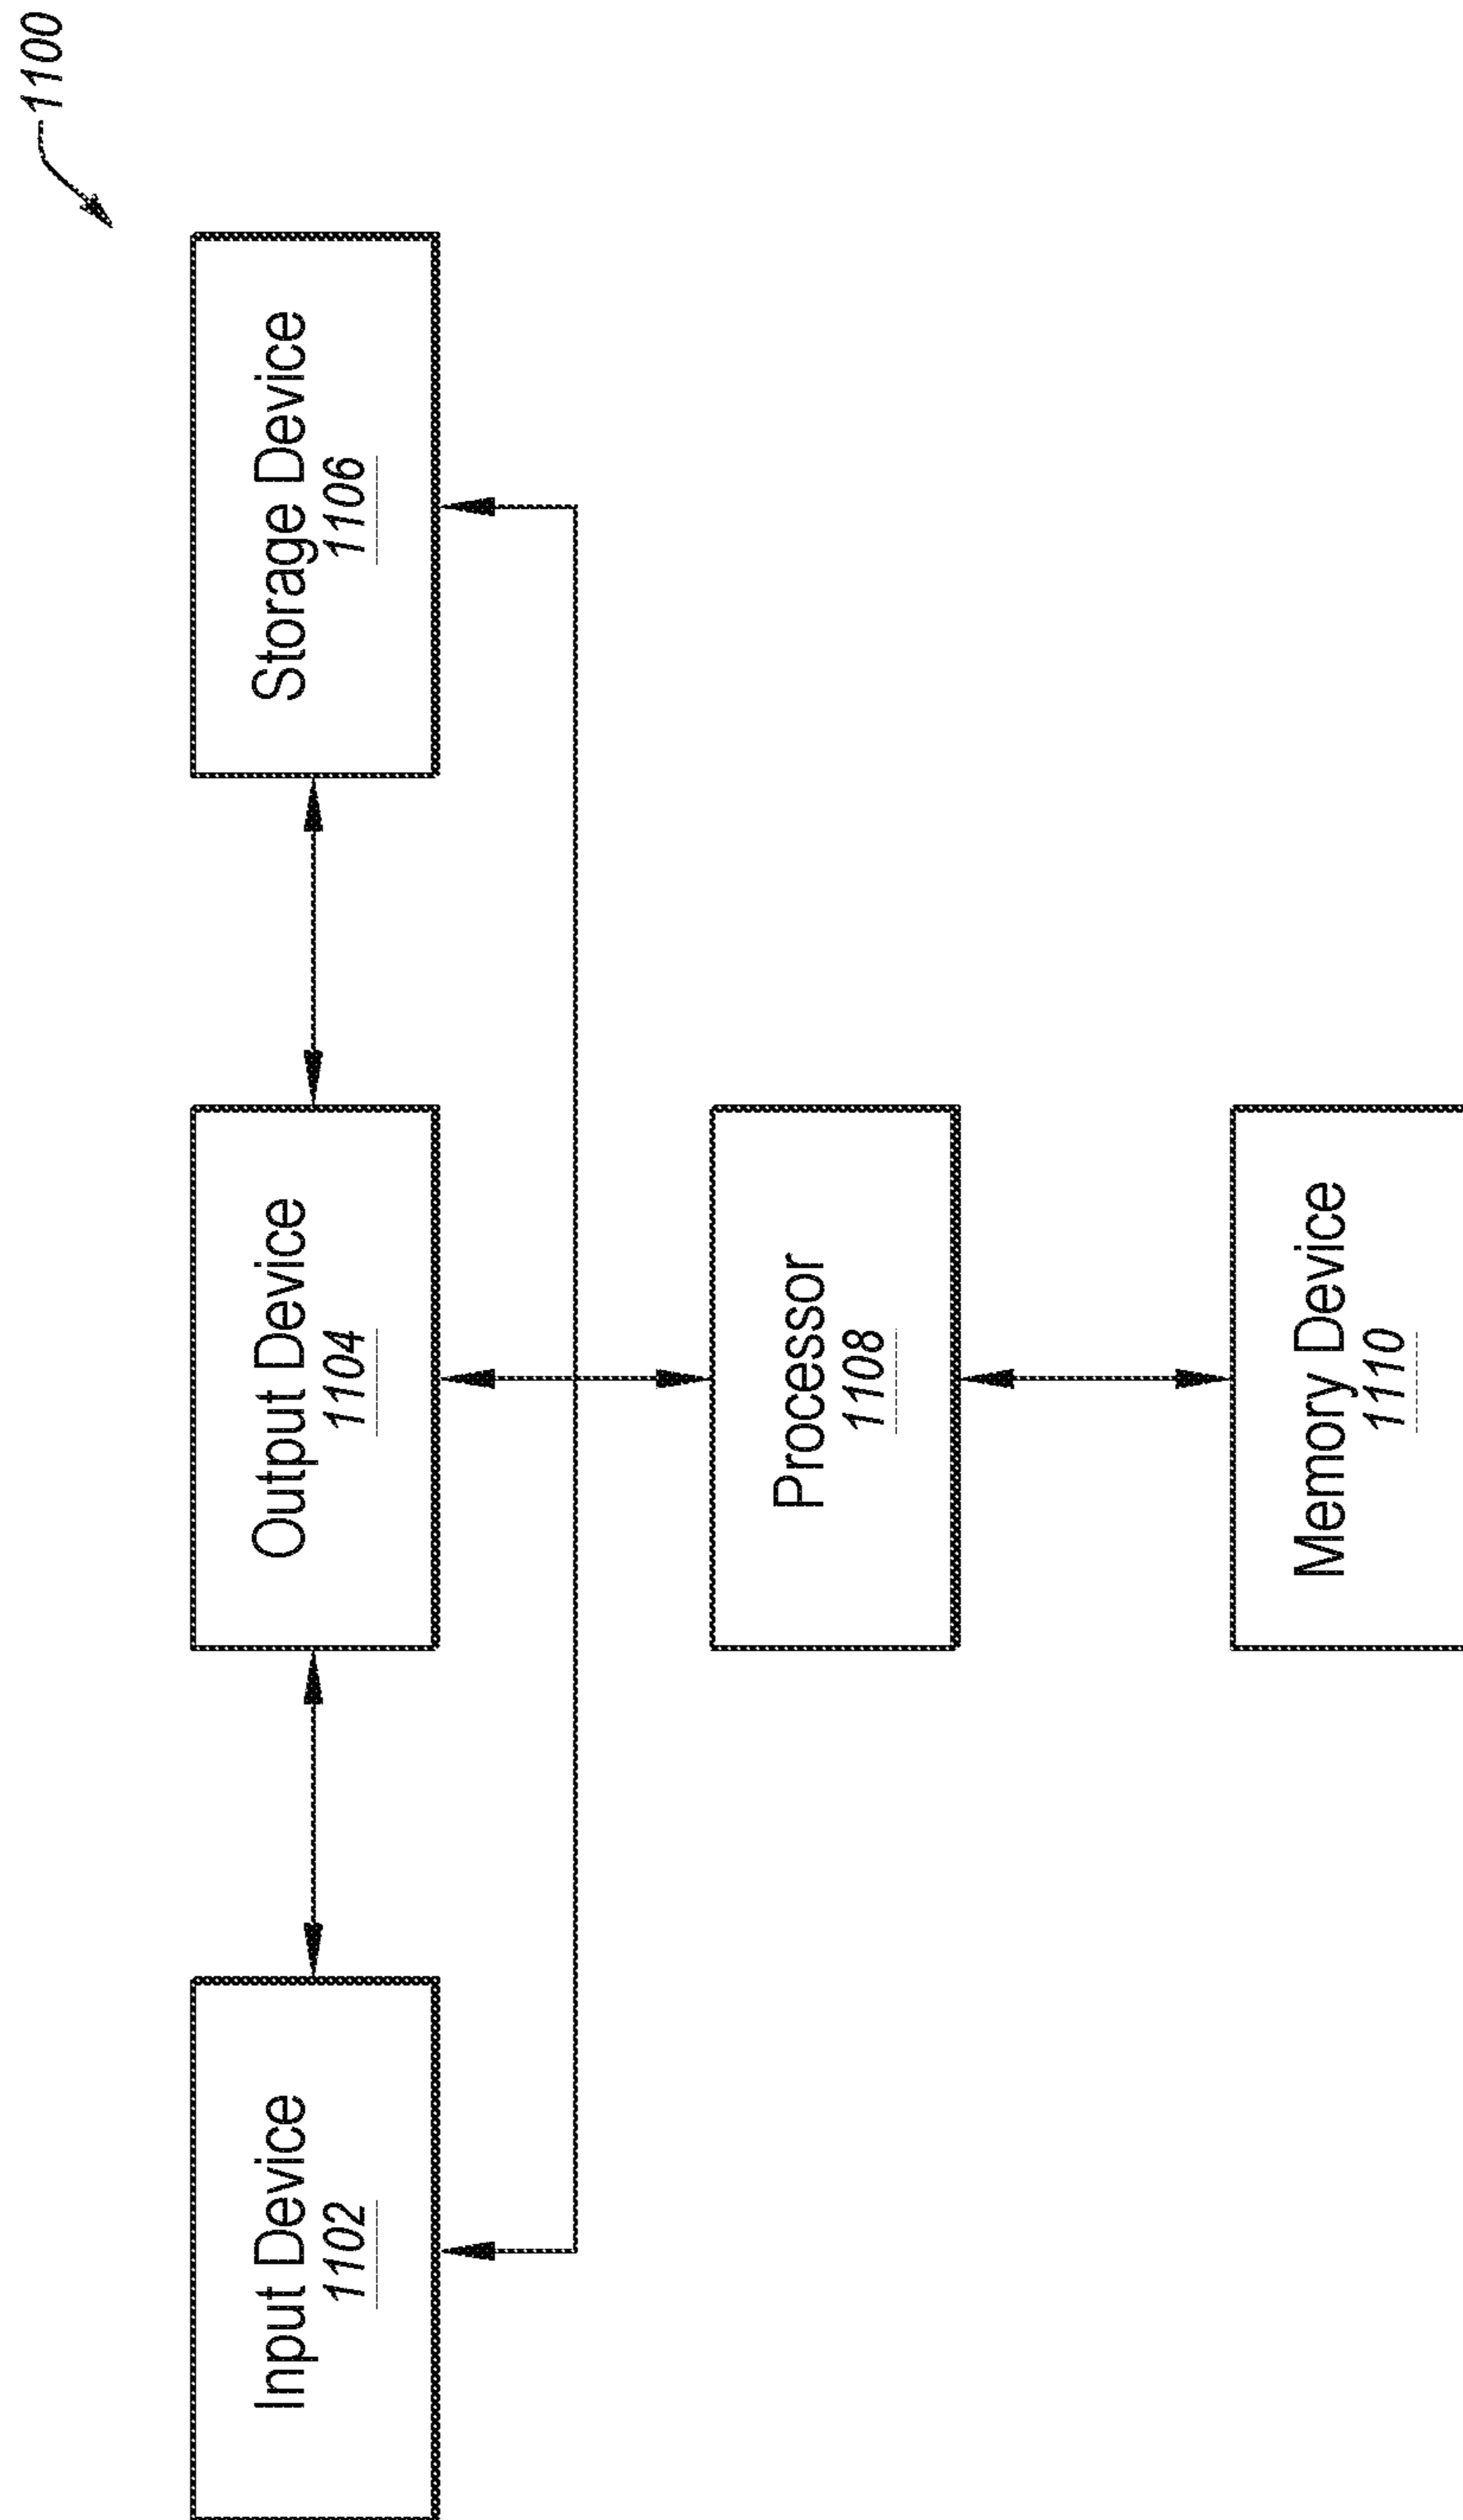 1100
Input Device
1102
Output Device
1104
Storage Device
1106
Processor
1108
Memory Device
1110